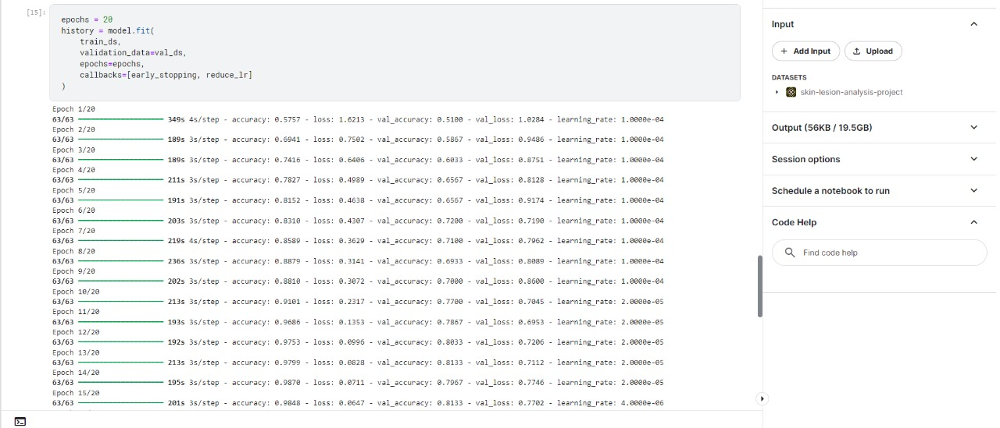 [15]:
epochs = 20
history = model.fit(
    train_ds,
    validation_data=val_ds,
    epochs=epochs,
    callbacks=[early_stopping, reduce_lr]
)
Epoch 1/20
63/63 349s 4s/step - accuracy: 0.5757 - loss: 1.6213 - val_accuracy: 0.5100 - val_loss: 1.0284 - learning_rate: 1.0000e-04
Epoch 2/20
63/63 189s 3s/step - accuracy: 0.6941 - loss: 0.7502 - val_accuracy: 0.5867 - val_loss: 0.9486 - learning_rate: 1.0000e-04
Epoch 3/20
63/63 189s 3s/step - accuracy: 0.7416 - loss: 0.6406 - val_accuracy: 0.6033 - val_loss: 0.8751 - learning_rate: 1.0000e-04
Epoch 4/20
63/63 211s 3s/step - accuracy: 0.7827 - loss: 0.4989 - val_accuracy: 0.6567 - val_loss: 0.8128 - learning_rate: 1.0000e-04
Epoch 5/20
63/63 191s 3s/step - accuracy: 0.8152 - loss: 0.4638 - val_accuracy: 0.6567 - val_loss: 0.9174 - learning_rate: 1.0000e-04
Epoch 6/20
63/63 203s 3s/step - accuracy: 0.8310 - loss: 0.4307 - val_accuracy: 0.7200 - val_loss: 0.7190 - learning_rate: 1.0000e-04
Epoch 7/20
63/63 219s 4s/step - accuracy: 0.8589 - loss: 0.3629 - val_accuracy: 0.7100 - val_loss: 0.7962 - learning_rate: 1.0000e-04
Epoch 8/20
63/63 236s 3s/step - accuracy: 0.8879 - loss: 0.3141 - val_accuracy: 0.6933 - val_loss: 0.8089 - learning_rate: 1.0000e-04
Epoch 9/20
63/63 202s 3s/step - accuracy: 0.8810 - loss: 0.3072 - val_accuracy: 0.7000 - val_loss: 0.8600 - learning_rate: 1.0000e-04
Epoch 10/20
63/63 213s 3s/step - accuracy: 0.9101 - loss: 0.2317 - val_accuracy: 0.7700 - val_loss: 0.7045 - learning_rate: 2.0000e-05
Epoch 11/20
63/63 193s 3s/step - accuracy: 0.9686 - loss: 0.1353 - val_accuracy: 0.7867 - val_loss: 0.6953 - learning_rate: 2.0000e-05
Epoch 12/20
63/63 192s 3s/step - accuracy: 0.9753 - loss: 0.0996 - val_accuracy: 0.8033 - val_loss: 0.7206 - learning_rate: 2.0000e-05
Epoch 13/20
63/63 213s 3s/step - accuracy: 0.9799 - loss: 0.0828 - val_accuracy: 0.8133 - val_loss: 0.7112 - learning_rate: 2.0000e-05
Epoch 14/20
63/63 195s 3s/step - accuracy: 0.9870 - loss: 0.0711 - val_accuracy: 0.7967 - val_loss: 0.7746 - learning_rate: 2.0000e-05
Epoch 15/20
63/63 201s 3s/step - accuracy: 0.9848 - loss: 0.0647 - val_accuracy: 0.8133 - val_loss: 0.7702 - learning_rate: 4.0000e-06
Input
+ Add Input
Upload
DATASETS
skin-lesion-analysis-project
Output (56KB / 19.5GB)
Session options
Schedule a notebook to run
Code Help
Find code help